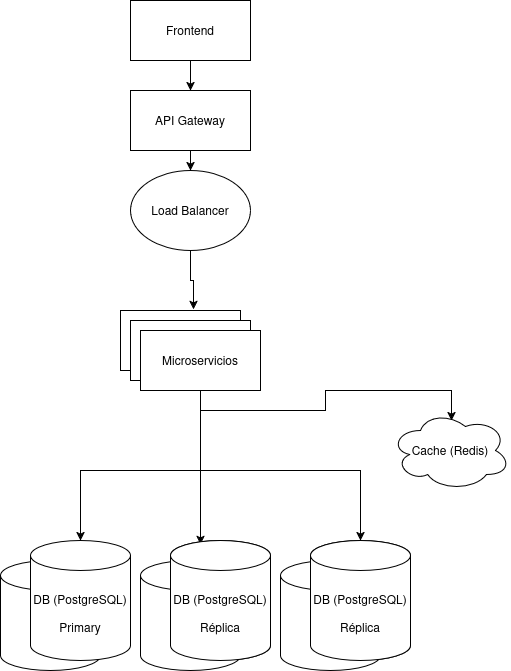 Frontend
API Gateway
Load Balancer
Microservicios
Cache (Redis)
DB (PostgreSQL)
Primary
DB (PostgreSQL)
Réplica
DB (PostgreSQL)
Réplica